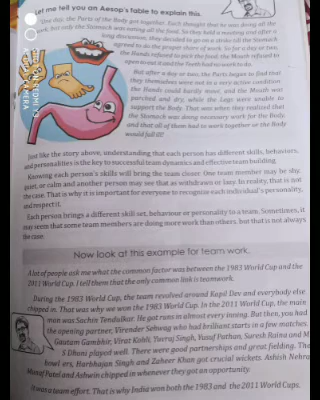 Let me tell you an Aesop's fable to explain this.
One day, the Parts of the Body got together. Each thought that he was doing all the
work, but only the Stomach was eating all the food. So they held a meeting and after a
long discussion, they decided to go on a strike till the Stomach
agreed to do the proper share of work. So for a day or two,
the Hands refused to pick the food, the Mouth refused to
open to eat it and the Teeth had no work to do.
But after a day or two, the Parts began to find that
they themselves were not in a very active condition:
the Hands could hardly move, and the Mouth was
parched and dry, while the Legs were unable to
support the Body. That was when they realized that
the Stomach was doing necessary work for the Body,
and that all of them had to work together or the Body
would fall ill!
Just like the story above, understanding that each person has different skills, behaviors,
and personalities is the key to successful team dynamics and effective team building.
Knowing each person's skills will bring the team closer. One team member may be shy,
quiet, or calm and another person may see that as withdrawn or lazy. In reality, that is not
the case. That is why it is important for everyone to recognize each individual's personality,
and respect it.
Each person brings a different skill set, behaviour or personality to a team. Sometimes, it
may seem that some team members are doing more work than others, but that is not always
the case.
Now look at this example for team work.
A lot of people ask me what the common factor was between the 1983 World Cup and the
2011 World Cup. I tell them that the only common link is teamwork.
During the 1983 World Cup, the team revolved around Kapil Dev and everybody else
chipped in. That was why we won the 1983 World Cup. In the 2011 World Cup, the main
man was Sachin Tendulkar. He got runs in almost every inning. But then, you had
the opening partner, Virender Sehwag who had brilliant starts in a few matches.
Gautam Gambhir, Virat Kohli, Yuvraj Singh, Yusuf Pathan, Suresh Raina and M
S Dhoni played well. There were good partnerships and great fielding. The
bowlers, Harbhajan Singh and Zaheer Khan got crucial wickets. Ashish Nehra,
Munaf Patel and Ashwin chipped in whenever they got an opportunity.
It was a team effort. That is why India won both the 1983 and the 2011 World Cups.